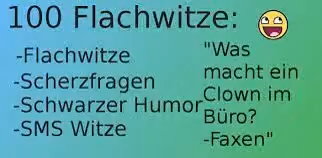 100 Flachwitze:
-Flachwitze
-Scherzfragen
-Schwarzer Humor
-SMS Witze
"Was
macht ein
Clown im
Büro?
-Faxen"